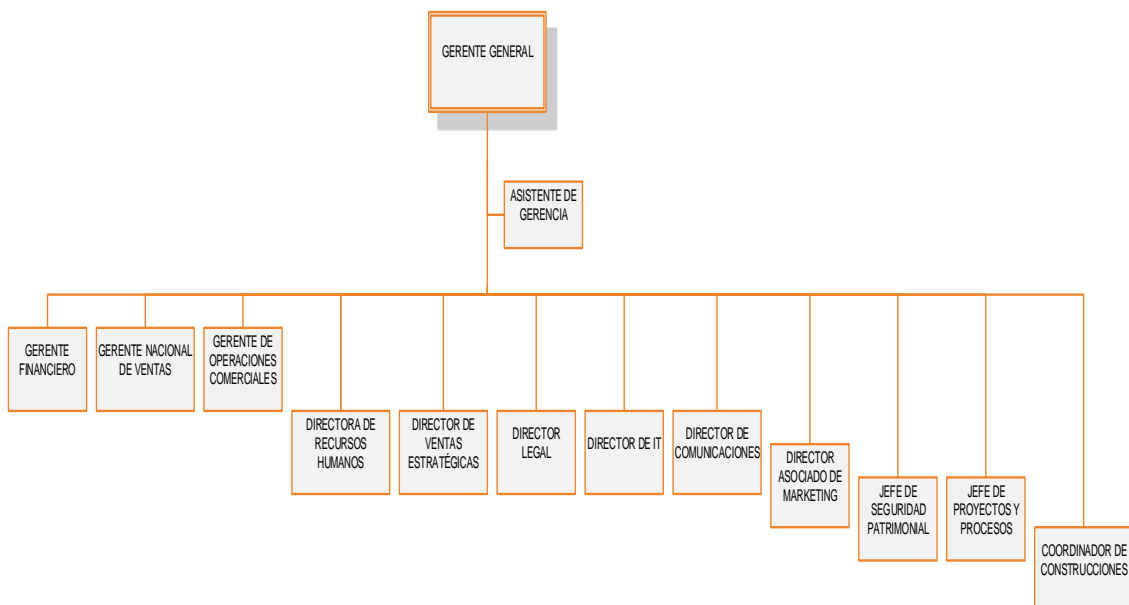 GERENTE GENERAL
ASISTENTE DE
GERENCIA
GERENTE
FINANCIERO
GERENTE NACIONAL
DE VENTAS
GERENTE DE
OPERACIONES
COMERCIALES
DIRECTORA DE
RECURSOS
HUMANOS
DIRECTOR DE
VENTAS
ESTRATÉGICAS
DIRECTOR
LEGAL
DIRECTOR DE IT
DIRECTOR DE
COMUNICACIONES
DIRECTOR
ASOCIADO DE
MARKETING
JEFE DE
SEGURIDAD
PATRIMONIAL
JEFE DE
PROYECTOS Y
PROCESOS
COORDINADOR DE
CONSTRUCCIONES